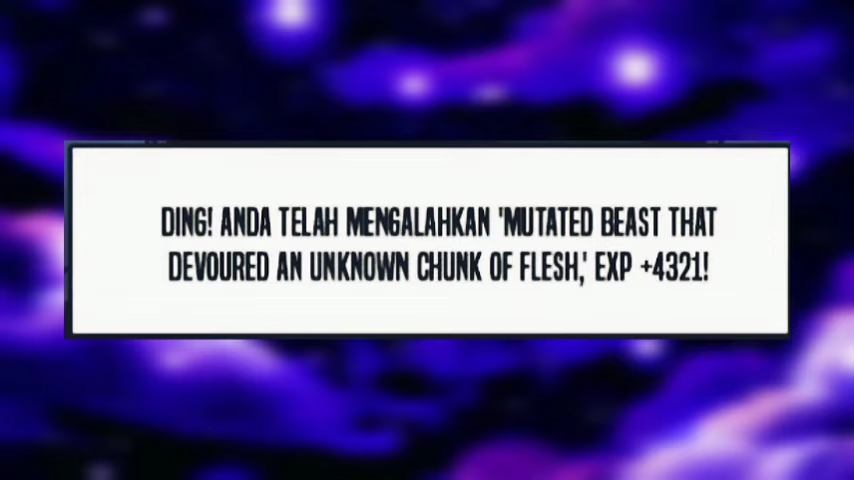 DING! ANDA TELAH MENGALAHKAN 'MUTATED BEAST THAT
DEVOURED AN UNKNOWN CHUNK OF FLESH,' EXP +4321!